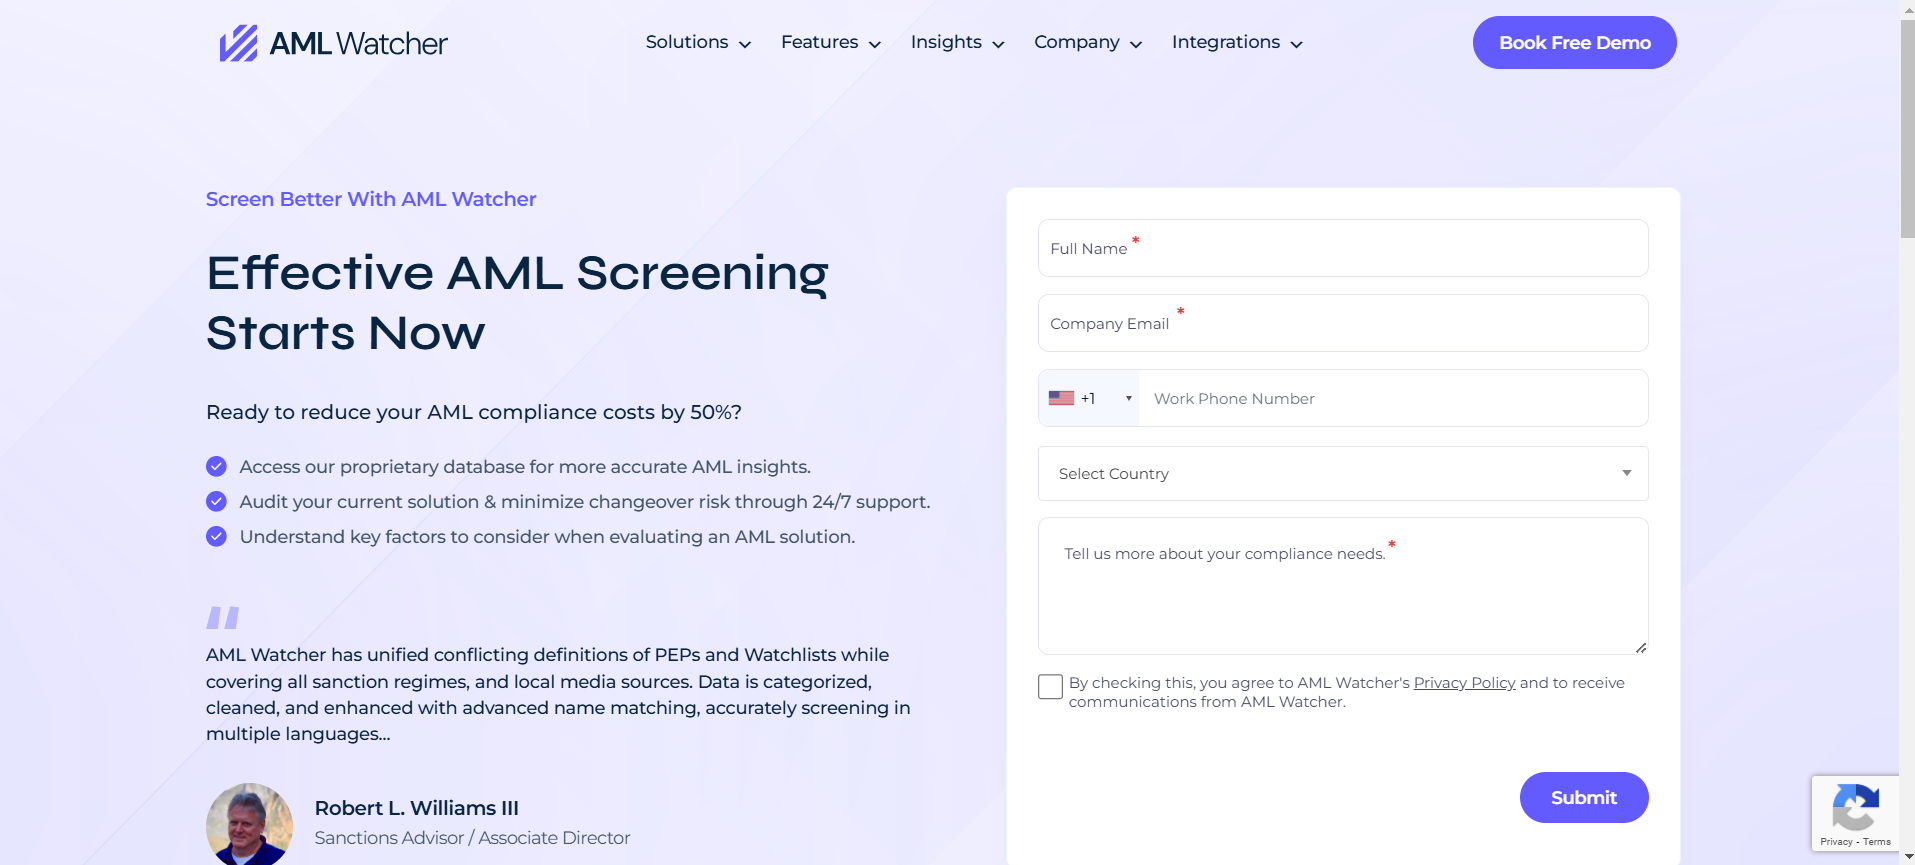 AML Watcher
Solutions
Features
Insights
Company
Integrations
Book Free Demo
Screen Better With AML Watcher
Effective AML Screening
Starts Now
Ready to reduce your AML compliance costs by 50%?
Access our proprietary database for more accurate AML insights.
Audit your current solution & minimize changeover risk through 24/7 support.
Understand key factors to consider when evaluating an AML solution.
"
AML Watcher has unified conflicting definitions of PEPs and Watchlists while
covering all sanction regimes, and local media sources. Data is categorized,
cleaned, and enhanced with advanced name matching, accurately screening in
multiple languages...
Robert L. Williams III
Sanctions Advisor / Associate Director
Full Name *
Company Email *
+1
Work Phone Number
Select Country
Tell us more about your compliance needs. *
By checking this, you agree to AML Watcher's Privacy Policy and to receive
communications from AML Watcher.
Submit
Privacy - Terms